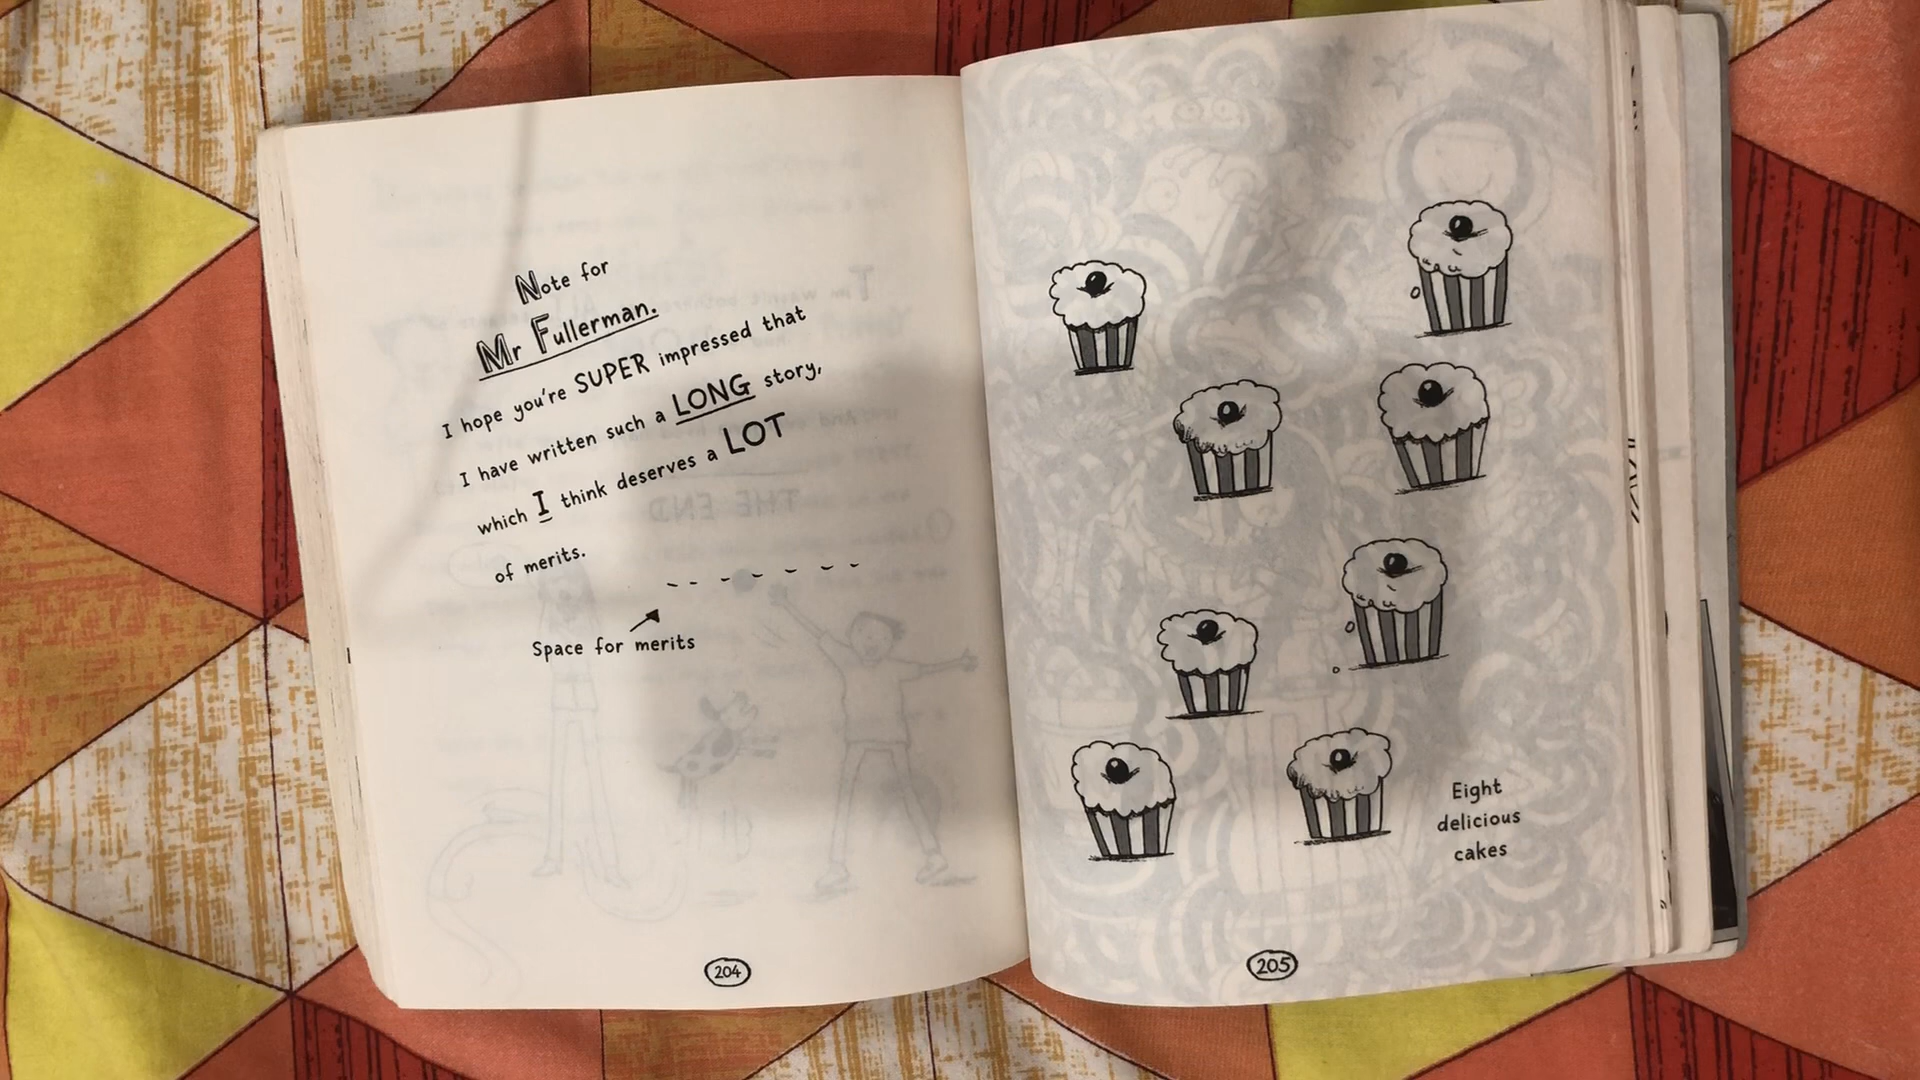 Note for
Mr Fullerman.
I hope you're SUPER impressed that
I have written such a LONG story,
which I think deserves a LOT
of merits.
Space for merits
204
Eight
delicious
cakes
205